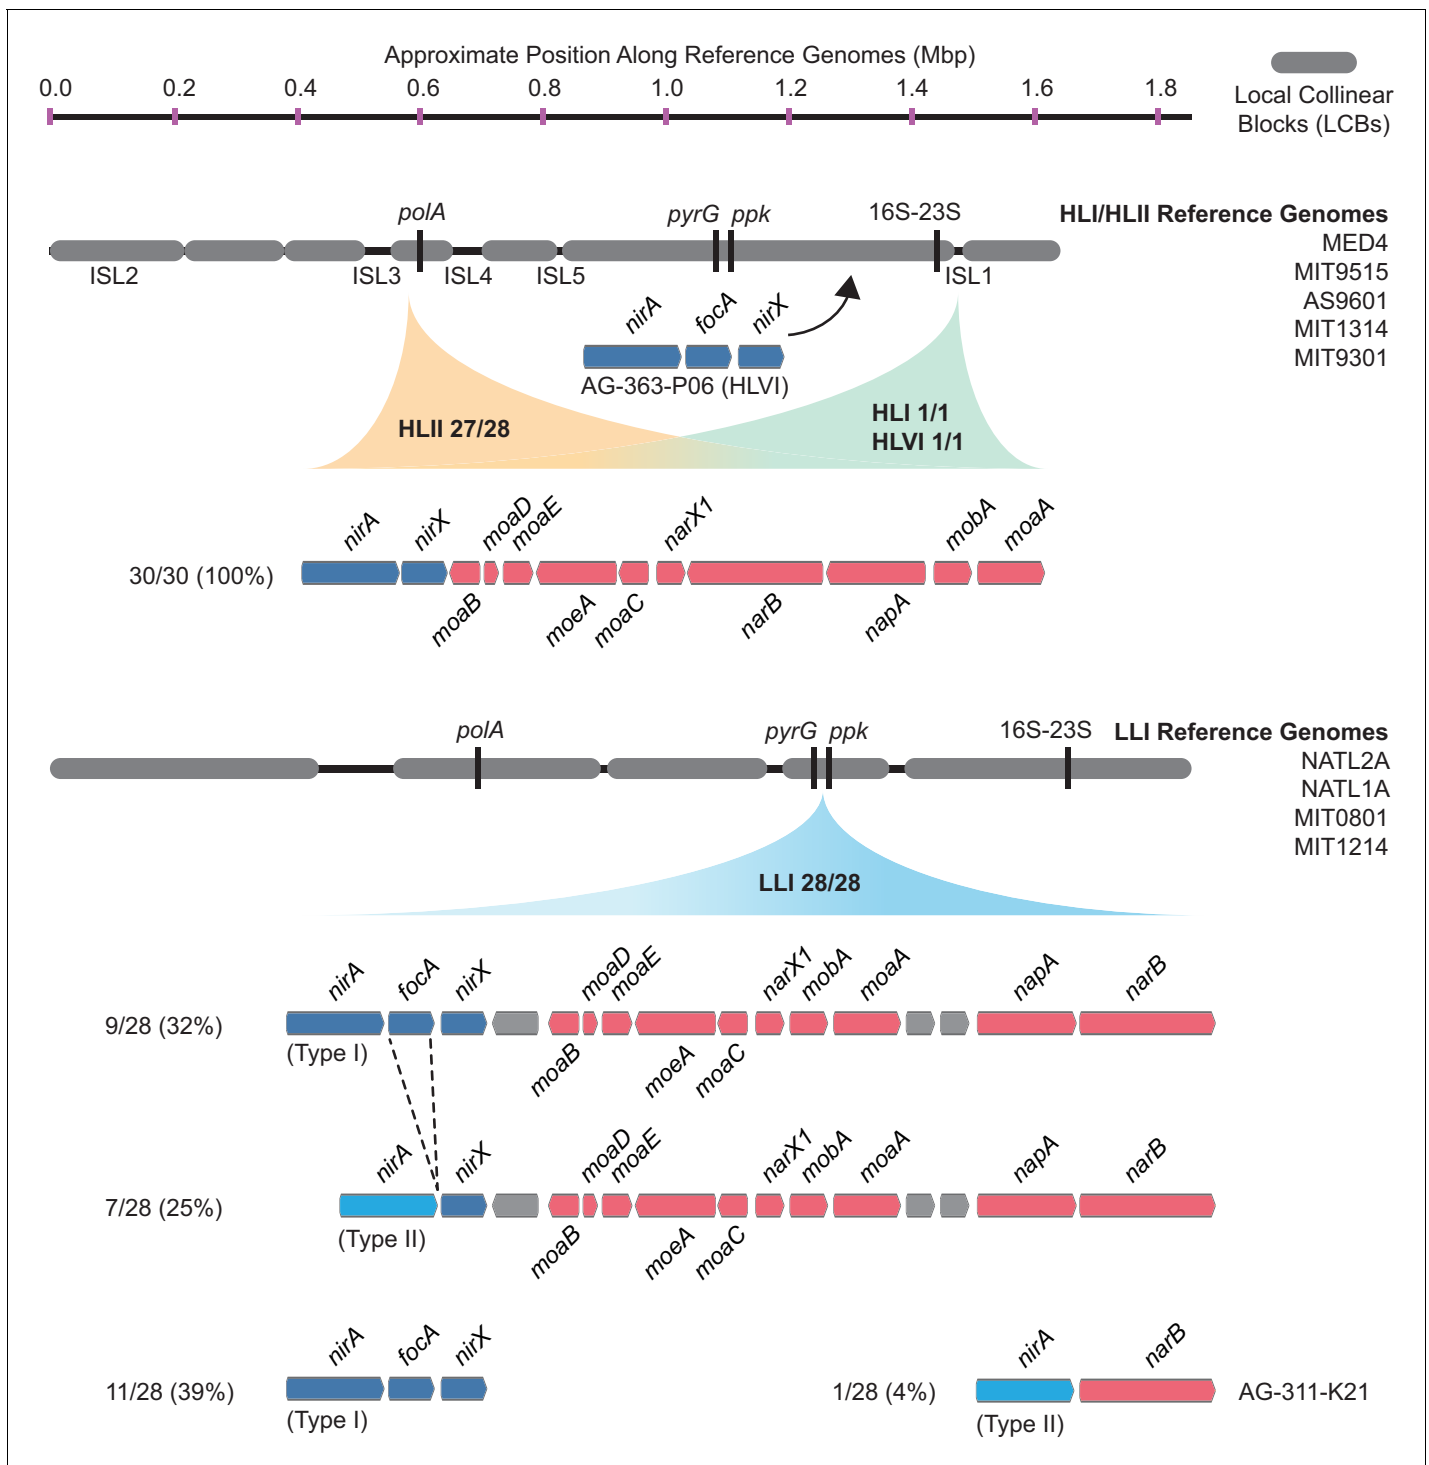 Approximate Position Along Reference Genomes (Mbp)
0.0 0.2 0.4 0.6 0.8 1.0 1.2 1.4 1.6 1.8
Local Collinear
Blocks (LCBs)
polA pyrG ppk 16S-23S
HLI/HLII Reference Genomes
MED4
MIT9515
AS9601
MIT1314
MIT9301
ISL2 ISL3 ISL4 ISL5 ISL1
nirA focA nirX
AG-363-P06 (HLVI)
HLII 27/28
HLI 1/1
HLVI 1/1
nirA nirX moaD moaE narX1 mobA moaA
30/30 (100%)
moaB moeA moaC narB napA
polA pyrG ppk 16S-23S
LLI Reference Genomes
NATL2A
NATL1A
MIT0801
MIT1214
LLI 28/28
nirA focA nirX moaD moaE narX1 mobA moaA napA narB
9/28 (32%)
(Type I)
moaB moeA moaC
nirA nirX moaD moaE narX1 mobA moaA napA narB
7/28 (25%)
(Type II)
moaB moeA moaC
nirA focA nirX
11/28 (39%)
(Type I)
nirA narB
1/28 (4%)
AG-311-K21
(Type II)